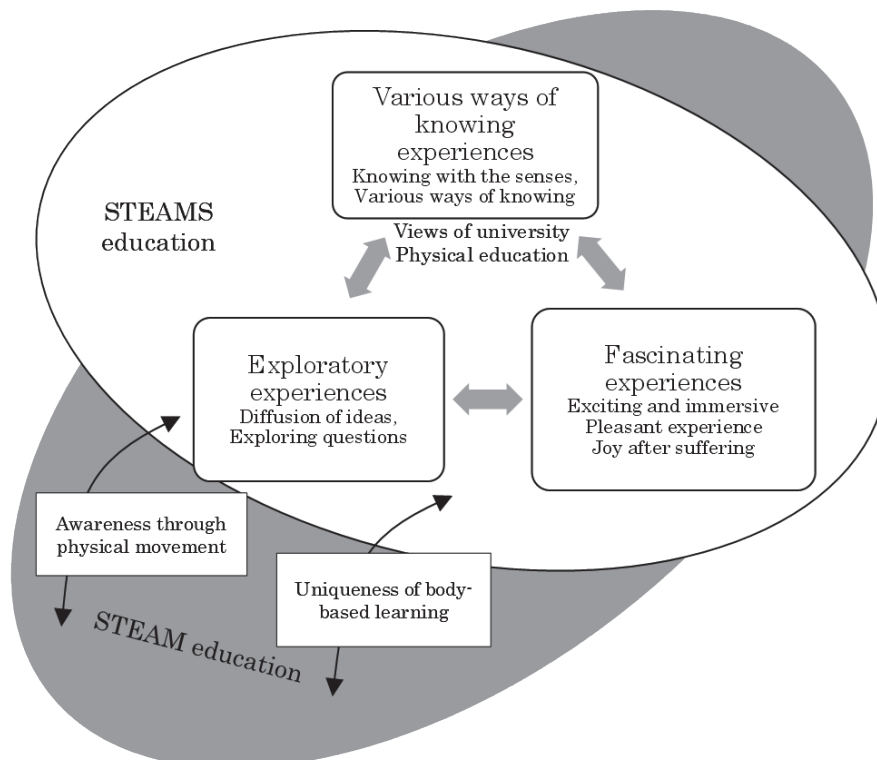 Various ways of
knowing
experiences
Knowing with the senses,
Various ways of knowing
STEAMS
education
Views of university
Physical education
Exploratory
experiences
Diffusion of ideas,
Exploring questions
Fascinating
experiences
Exciting and immersive
Pleasant experience
Joy after suffering
Awareness through
physical movement
Uniqueness of body-
based learning
STEAM education